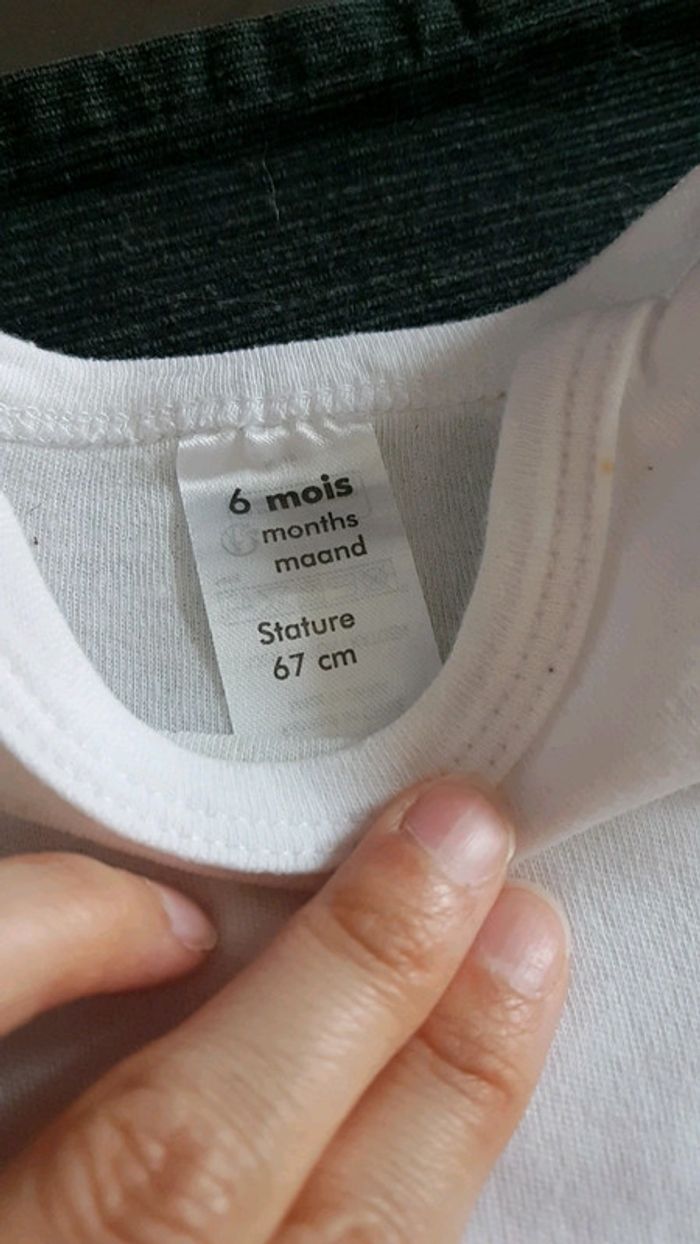 6 mois
months
maand
Stature
67 cm